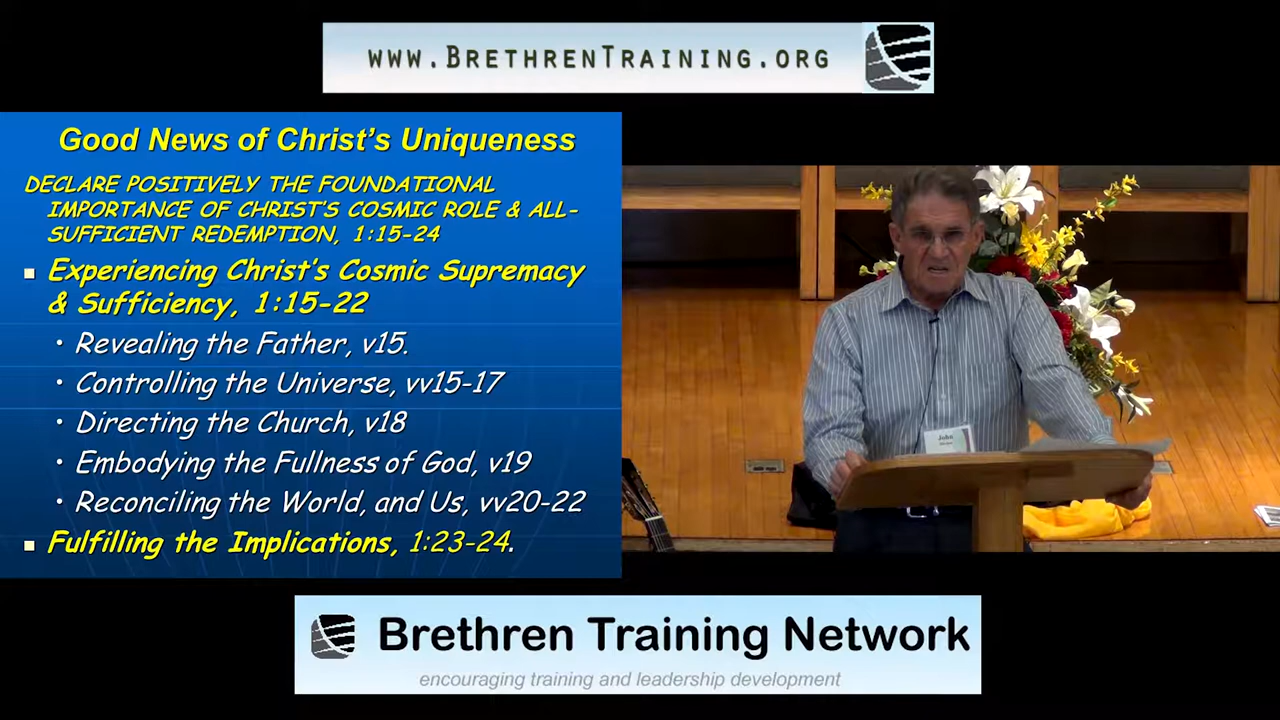 www.BrethrenTraining.org
Good News of Christ's Uniqueness
DECLARE POSITIVELY THE FOUNDATIONAL
IMPORTANCE OF CHRIST'S COSMIC ROLE & ALL-
SUFFICIENT REDEMPTION, 1:15-24
Experiencing Christ's Cosmic Supremacy
& Sufficiency, 1:15-22
• Revealing the Father, v15.
• Controlling the Universe, vv15-17
• Directing the Church, v18
• Embodying the Fullness of God, v19
• Reconciling the World, and Us, vv20-22
Fulfilling the Implications, 1:23-24.
John
Brethren Training Network
encouraging training and leadership development